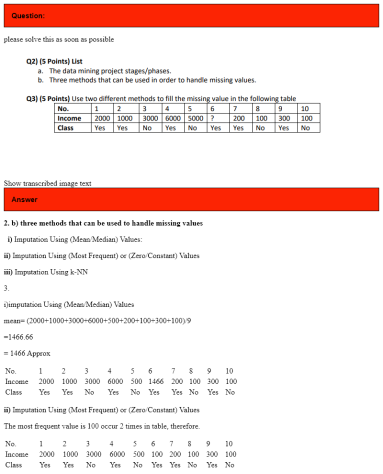 Question:
please solve this as soon as possible
Q2) (5 Points) List
a. The data mining project stages/phases.
b. Three methods that can be used in order to handle missing values.
Q3) (5 Points) Use two different methods to fill the missing value in the following table
No. 1 2 3 4 5 6 7 8 9 10
Income 2000 1000 3000 6000 5000 ? 200 100 300 100
Class Yes Yes No Yes No Yes Yes No Yes No
Show transcribed image text
Answer
2. b) three methods that can be used to handle missing values
i) Imputation Using (Mean/Median) Values:
ii) Imputation Using (Most Frequent) or (Zero/Constant) Values
iii) Imputation Using k-NN
3.
i)imputation Using (Mean/Median) Values
mean= (2000+1000+3000+6000+500+200+100+300+100)/9
=1466.66
= 1466 Approx
No. 1 2 3 4 5 6 7 8 9 10
Income 2000 1000 3000 6000 500 1466 200 100 300 100
Class Yes Yes No Yes No Yes Yes No Yes No
ii) Imputation Using (Most Frequent) or (Zero/Constant) Values
The most frequent value is 100 occur 2 times in table, therefore.
No. 1 2 3 4 5 6 7 8 9 10
Income 2000 1000 3000 6000 500 100 200 100 300 100
Class Yes Yes No Yes No Yes Yes No Yes No